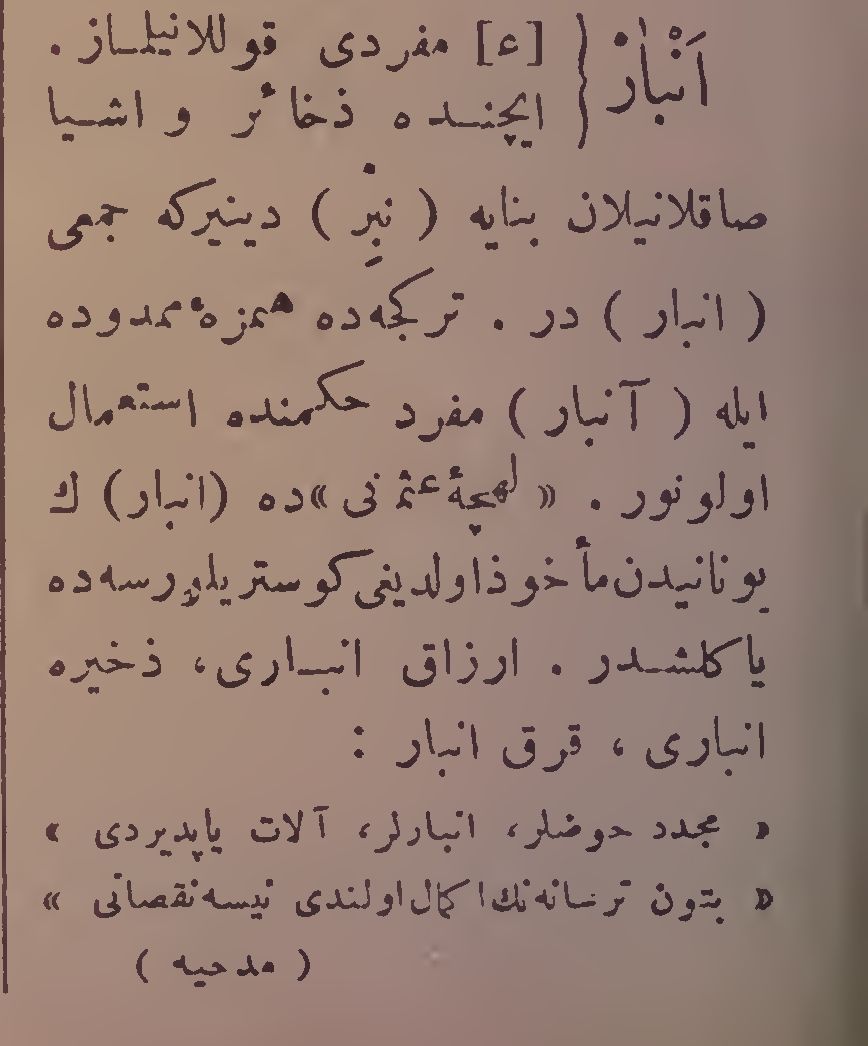 اَنْبَارْ { [ع] مفردی قوللانیلماز .
ایچنده ذخائر و اشیا
صاقلانیلان بنایه ( نِبْر ) دینیرکه جمعی
( انبار ) در . ترکجه‌ده همزهٔ ممدوده
ایله ( آنبار ) مفرد حکمنده استعمال
اولونور . « لهجهٔ عثمنی » ده (انبار) ك
یونانیدن مأخوذ اولدیغی کوستریلیورسه‌ده
یاکلشدر . ارزاق انباری، ذخیره
انباری ، قرق انبار :
« مجدد حوضلر، انبارلر، آلات یاپدیردی »
« بتون ترسانه‌نك اکمال اولندی نیسه نقصانی »
( مدحیه )